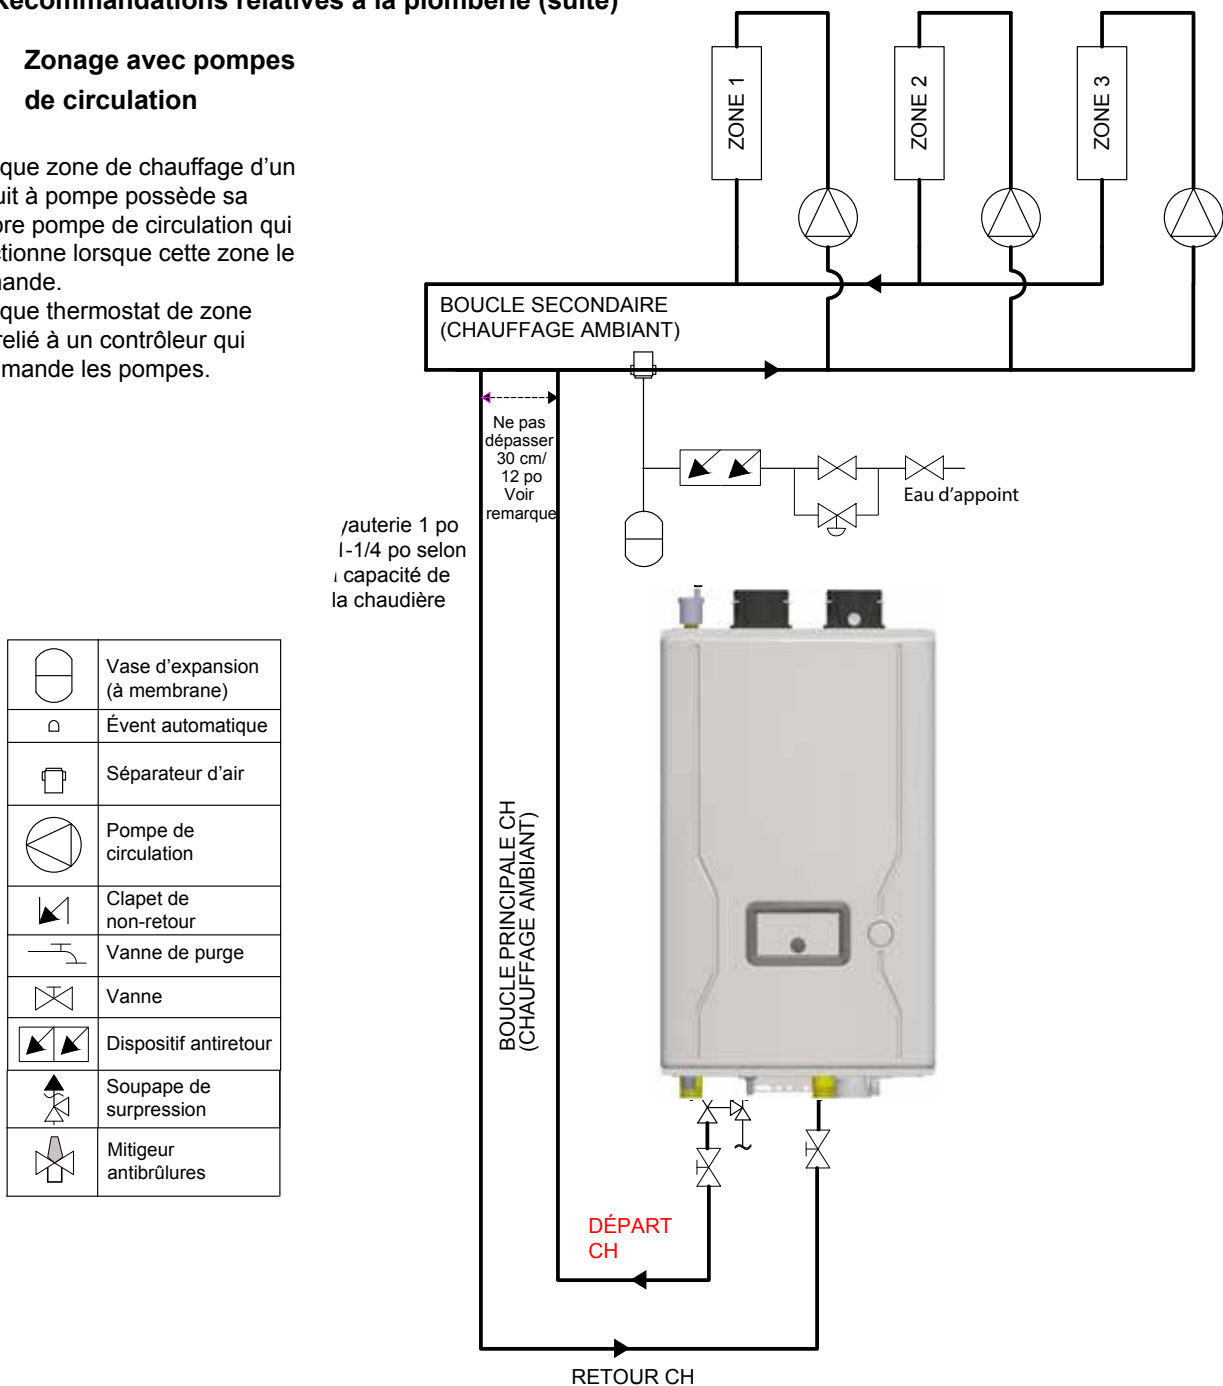 Recommandations relatives à la plomberie (suite)
Zonage avec pompes
de circulation
que zone de chauffage d'un
uit à pompe possède sa
pre pompe de circulation qui
ctionne lorsque cette zone le
mande.
que thermostat de zone
relié à un contrôleur qui
mande les pompes.
ZONE 1
ZONE 2
ZONE 3
BOUCLE SECONDAIRE
(CHAUFFAGE AMBIANT)
Ne pas
dépasser
30 cm/
12 po
Voir
remarque
Eau d'appoint
yauterie 1 po
1-1/4 po selon
capacité de
la chaudière
Vase d'expansion
(à membrane)
Évent automatique
Séparateur d'air
Pompe de
circulation
Clapet de
non-retour
Vanne de purge
Vanne
Dispositif antiretour
Soupape de
surpression
Mitigeur
antibrûlures
BOUCLE PRINCIPALE CH
(CHAUFFAGE AMBIANT)
DÉPART
CH
RETOUR CH